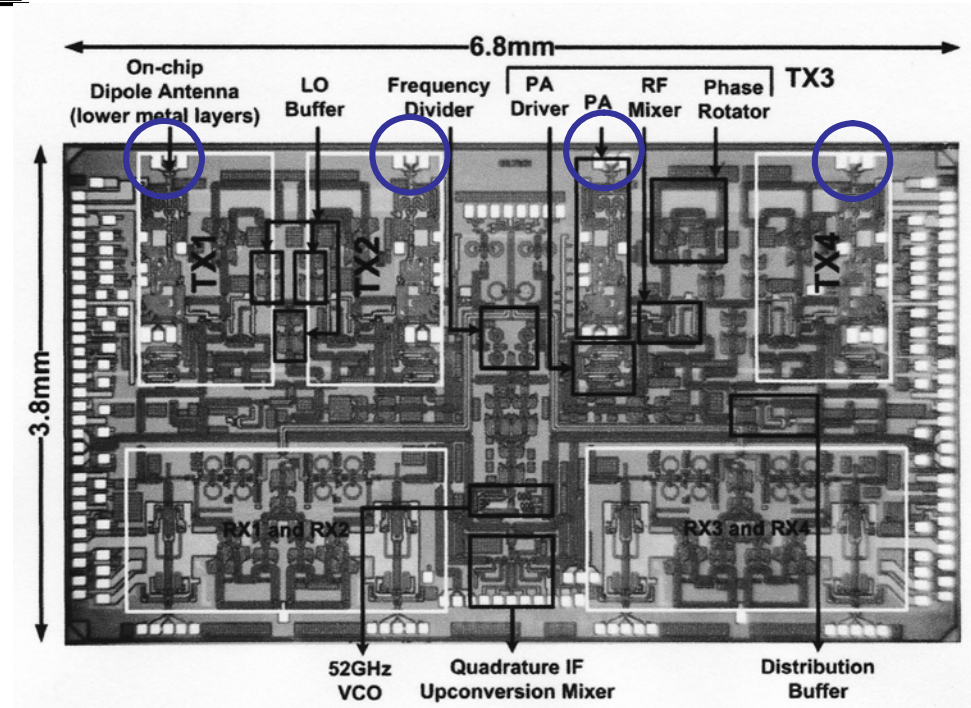 6.8mm
On-chip
Dipole Antenna
(lower metal layers)
LO
Buffer
Frequency
Divider
PA
Driver
PA
RF
Mixer
Phase
Rotator
TX3
3.8mm
TX1
TX2
TX4
RX1 and RX2
RX3 and RX4
52GHz
VCO
Quadrature IF
Upconversion Mixer
Distribution
Buffer